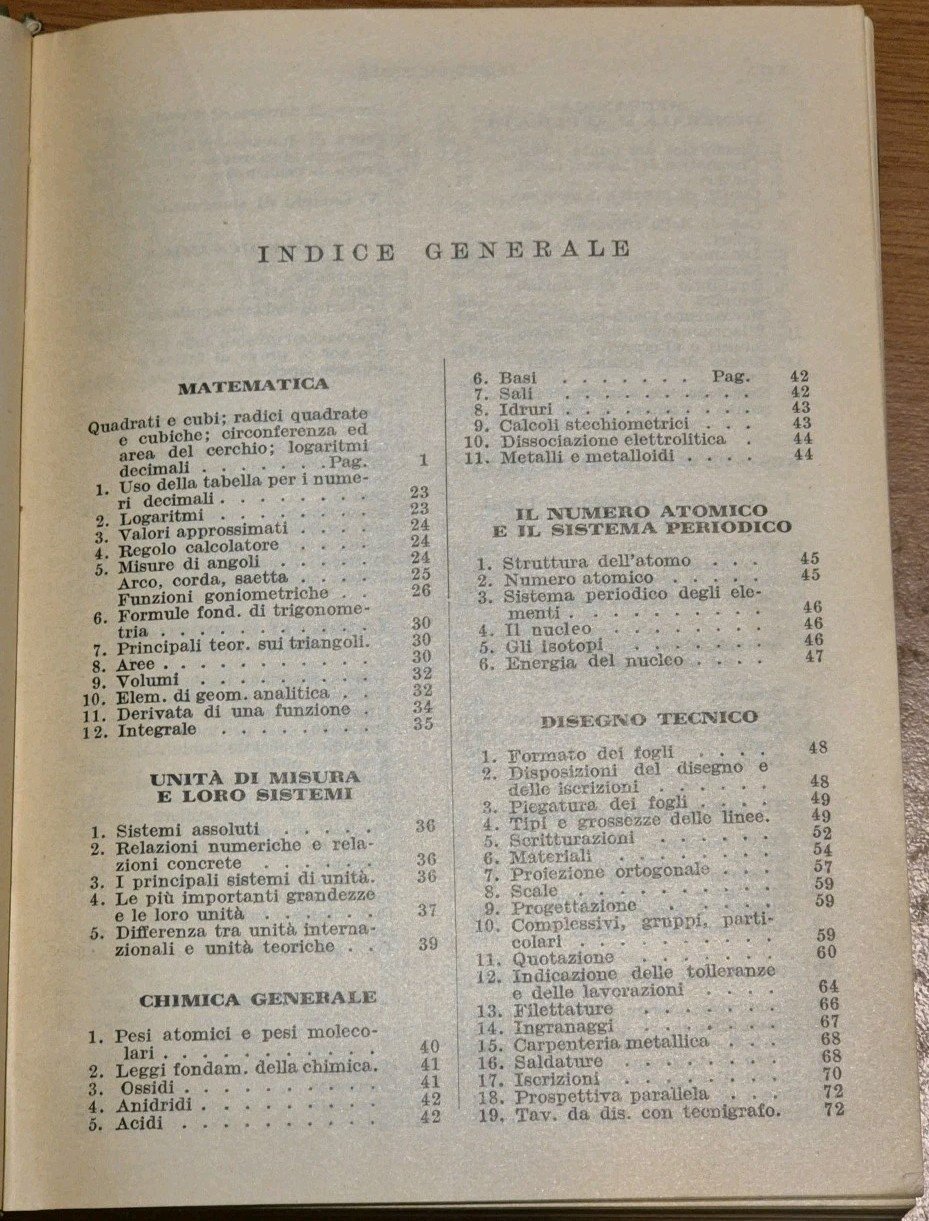 INDICE GENERALE
MATEMATICA
Quadrati e cubi; radici quadrate
e cubiche; circonferenza ed
area del cerchio; logaritmi
decimali . . . . . . . Pag. 1
1. Uso della tabella per i nume-
ri decimali . . . . . . . . 23
2. Logaritmi . . . . . . . . 23
3. Valori approssimati . . . . 24
4. Regolo calcolatore . . . . 24
5. Misure di angoli . . . . . 24
Arco, corda, saetta . . . . 25
Funzioni goniometriche . . 26
6. Formule fond. di trigonome-
tria . . . . . . . . . . . 30
7. Principali teor. sui triangoli. 30
8. Aree . . . . . . . . . . . 30
9. Volumi . . . . . . . . . . 32
10. Elem. di geom. analitica . . 32
11. Derivata di una funzione . 34
12. Integrale . . . . . . . . 35
UNITÀ DI MISURA
E LORO SISTEMI
1. Sistemi assoluti . . . . . 36
2. Relazioni numeriche e rela-
zioni concrete . . . . . . 36
3. I principali sistemi di unità. 36
4. Le più importanti grandezze
e le loro unità . . . . . . 37
5. Differenza tra unità interna-
zionali e unità teoriche . . 39
CHIMICA GENERALE
1. Pesi atomici e pesi moleco-
lari . . . . . . . . . . . 40
2. Leggi fondam. della chimica. 41
3. Ossidi . . . . . . . . . . 41
4. Anidridi . . . . . . . . . 42
5. Acidi . . . . . . . . . . 42
6. Basi . . . . . . . Pag. 42
7. Sali . . . . . . . . . . 42
8. Idruri . . . . . . . . . . 43
9. Calcoli stechiometrici . . . 43
10. Dissociazione elettrolitica . 44
11. Metalli e metalloidi . . . . 44
IL NUMERO ATOMICO
E IL SISTEMA PERIODICO
1. Struttura dell'atomo . . . 45
2. Numero atomico . . . . . 45
3. Sistema periodico degli ele-
menti . . . . . . . . . . 46
4. Il nucleo . . . . . . . . 46
5. Gli isotopi . . . . . . . 46
6. Energia del nucleo . . . . 47
DISEGNO TECNICO
1. Formato dei fogli . . . . 48
2. Disposizioni del disegno e
delle iscrizioni . . . . . . 48
3. Piegatura dei fogli . . . . 49
4. Tipi e grossezze delle linee. 49
5. Scritturazioni . . . . . . 52
6. Materiali . . . . . . . . 54
7. Proiezione ortogonale . . . 57
8. Scale . . . . . . . . . . 59
9. Progettazione . . . . . . 59
10. Complessivi, gruppi, parti-
colari . . . . . . . . . . 59
11. Quotazione . . . . . . . 60
12. Indicazione delle tolleranze
e delle lavorazioni . . . . 64
13. Filettature . . . . . . . 66
14. Ingranaggi . . . . . . . 67
15. Carpenteria metallica . . . 68
16. Saldature . . . . . . . . 68
17. Iscrizioni . . . . . . . . 70
18. Prospettiva parallela . . . 72
19. Tav. da dis. con tecnigrafo. 72